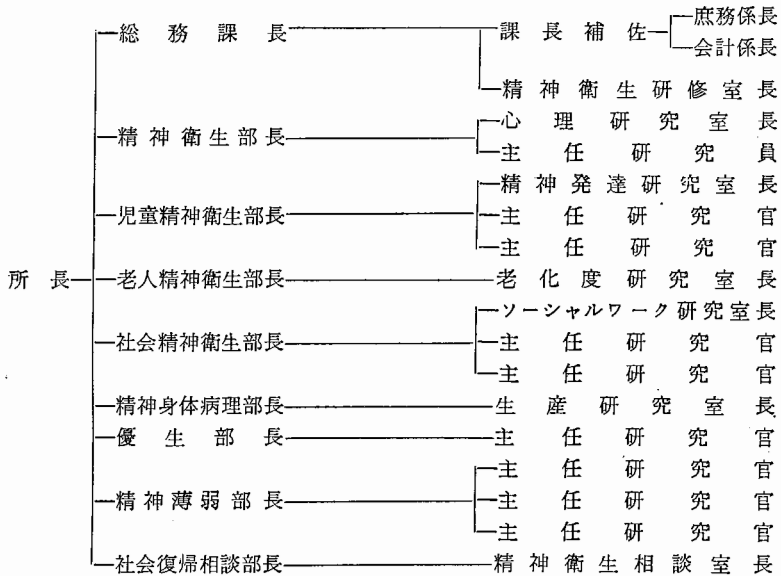 庶務係長
総務課長 課長補佐
会計係長
精神衛生研修室長
心理研究室長
精神衛生部長
主任研究員
精神発達研究室長
児童精神衛生部長 主任研究官
主任研究官
所長 老人精神衛生部長 老化度研究室長
ソーシャルワーク研究室長
社会精神衛生部長 主任研究官
主任研究官
精神身体病理部長 生産研究室長
優生部長 主任研究官
主任研究官
精神薄弱部長 主任研究官
主任研究官
社会復帰相談部長 精神衛生相談室長